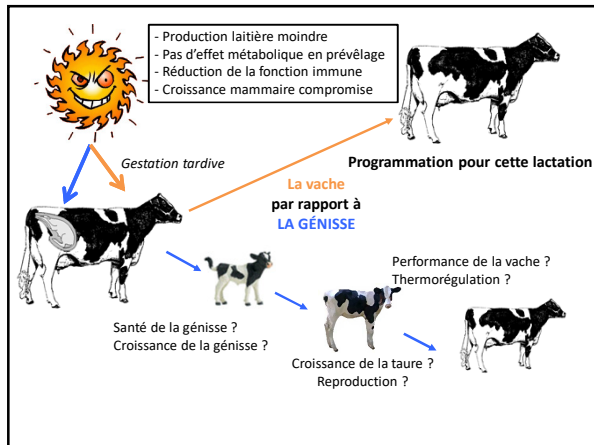 - Production laitière moindre
- Pas d'effet métabolique en prévêlage
- Réduction de la fonction immune
- Croissance mammaire compromise
Gestation tardive
Programmation pour cette lactation
La vache
par rapport à
LA GÉNISSE
Performance de la vache ?
Thermorégulation ?
Santé de la génisse ?
Croissance de la génisse ?
Croissance de la taure ?
Reproduction ?